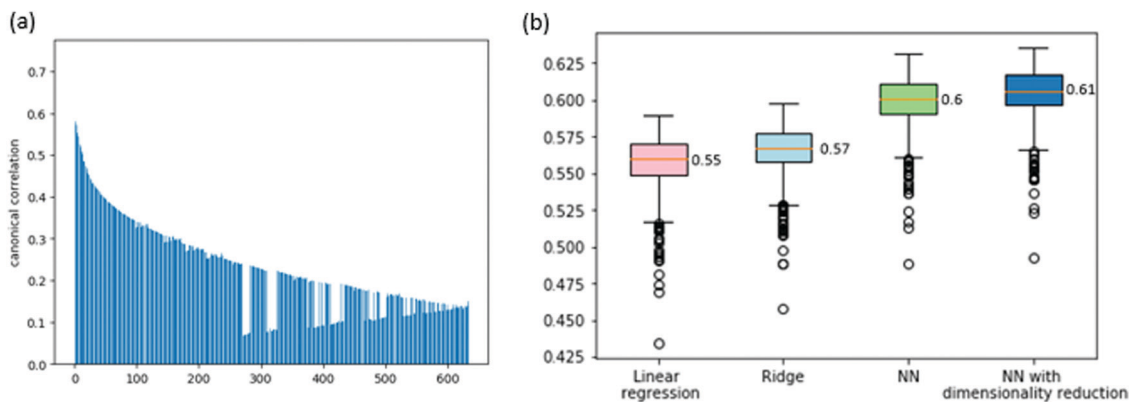 (a)
0.7
0.6
0.5
0.4
0.3
0.2
0.1
0.0
canonical correlation
0 100 200 300 400 500 600
(b)
0.625
0.600
0.575
0.550
0.525
0.500
0.475
0.450
0.425
0.55
0.57
0.6
0.61
Linear
regression
Ridge
NN
NN with
dimensionality reduction